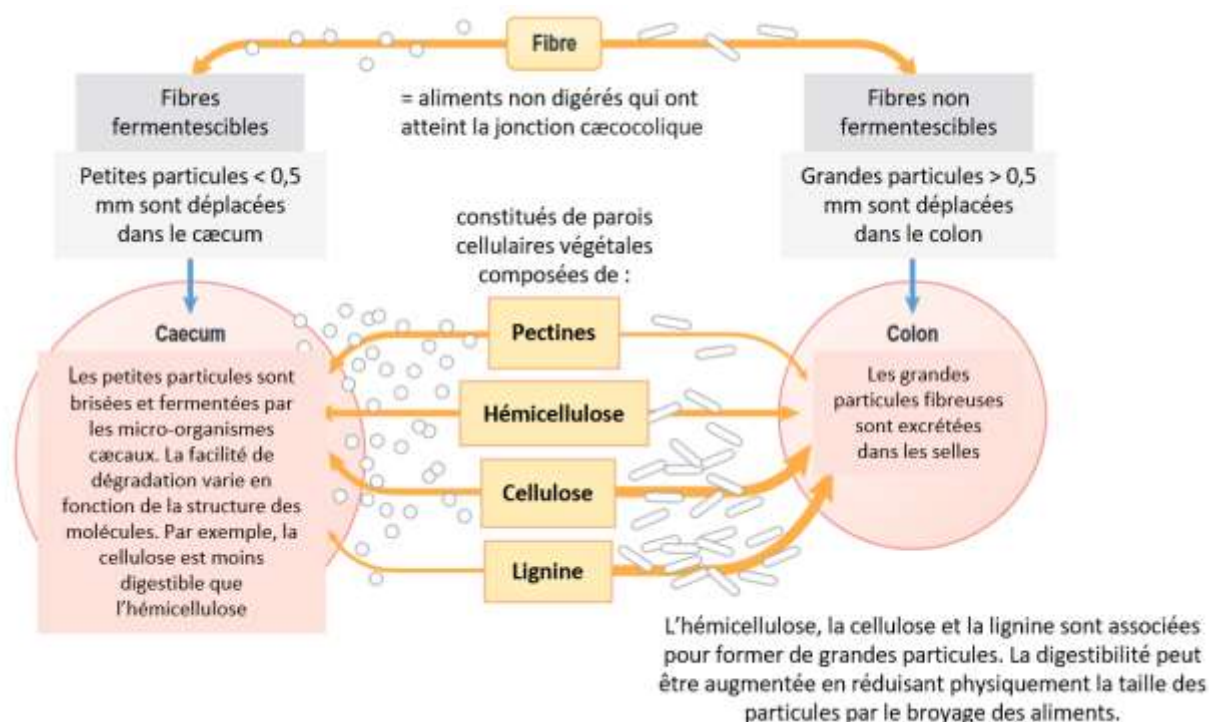 Fibre
Fibres
fermentescibles
= aliments non digérés qui ont
atteint la jonction cæcocolique
Fibres non
fermentescibles
Petites particules < 0,5
mm sont déplacées
dans le cæcum
Grandes particules > 0,5
mm sont déplacées
dans le colon
constitués de parois
cellulaires végétales
composées de :
Caecum
Les petites particules sont
brisées et fermentées par
les micro-organismes
cæcaux. La facilité de
dégradation varie en
fonction de la structure des
molécules. Par exemple, la
cellulose est moins
digestible que
l'hémicellulose
Pectines
Hémicellulose
Cellulose
Lignine
Colon
Les grandes
particules fibreuses
sont excrétées
dans les selles
L'hémicellulose, la cellulose et la lignine sont associées
pour former de grandes particules. La digestibilité peut
être augmentée en réduisant physiquement la taille des
particules par le broyage des aliments.